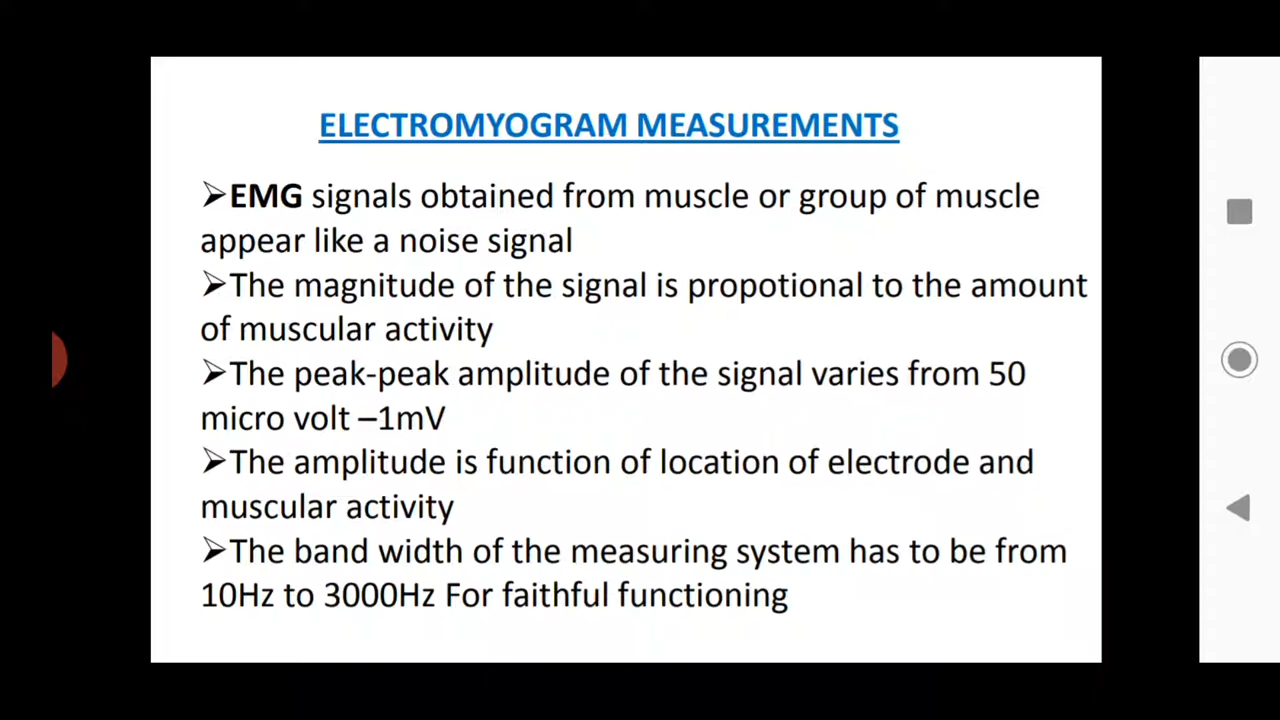 ELECTROMYOGRAM MEASUREMENTS
➢EMG signals obtained from muscle or group of muscle
appear like a noise signal
➢The magnitude of the signal is propotional to the amount
of muscular activity
➢The peak-peak amplitude of the signal varies from 50
micro volt –1mV
➢The amplitude is function of location of electrode and
muscular activity
➢The band width of the measuring system has to be from
10Hz to 3000Hz For faithful functioning